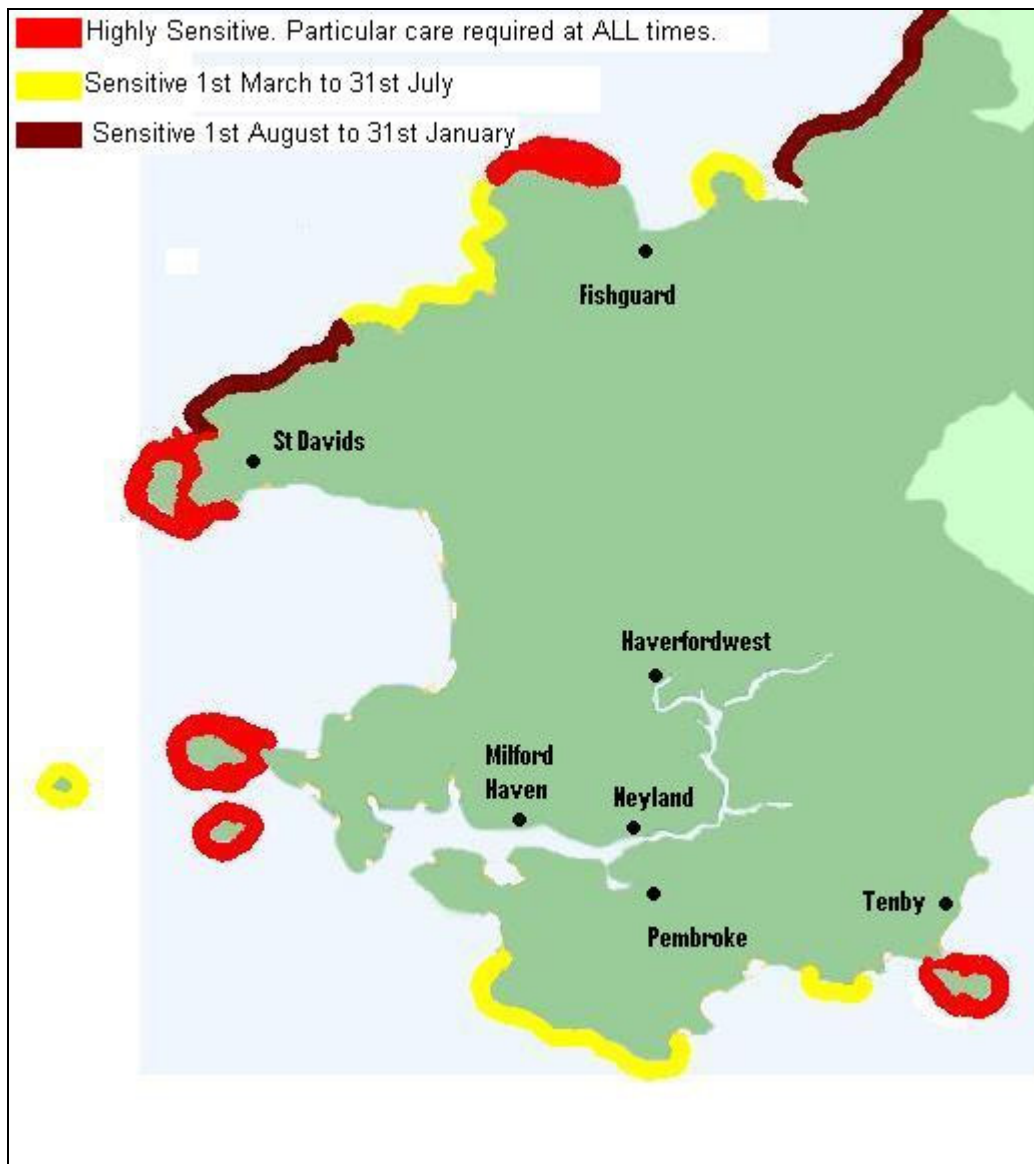 Highly Sensitive. Particular care required at ALL times.
Sensitive 1st March to 31st July
Sensitive 1st August to 31st January
Fishguard
St Davids
Haverfordwest
Milford
Haven
Neyland
Tenby
Pembroke